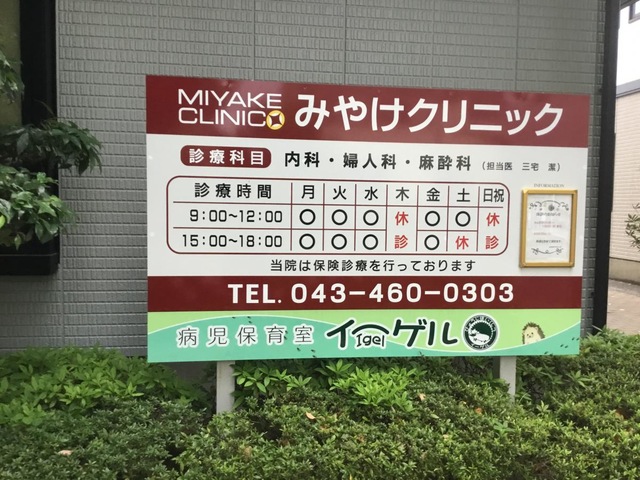 MIYAKE
CLINIC
みやけクリニック
診療科目 内科・婦人科・麻酔科 (担当医 三宅 潔)
診療時間 月 火 水 木 金 土 日祝
9:00〜12:00 ○ ○ ○ 休 ○ ○ 休
15:00〜18:00 ○ ○ ○ 診 ○ 休 診
当院は保険診療を行っております
TEL. 043-460-0303
病児保育室 イーゲル
Igel
INFORMATION